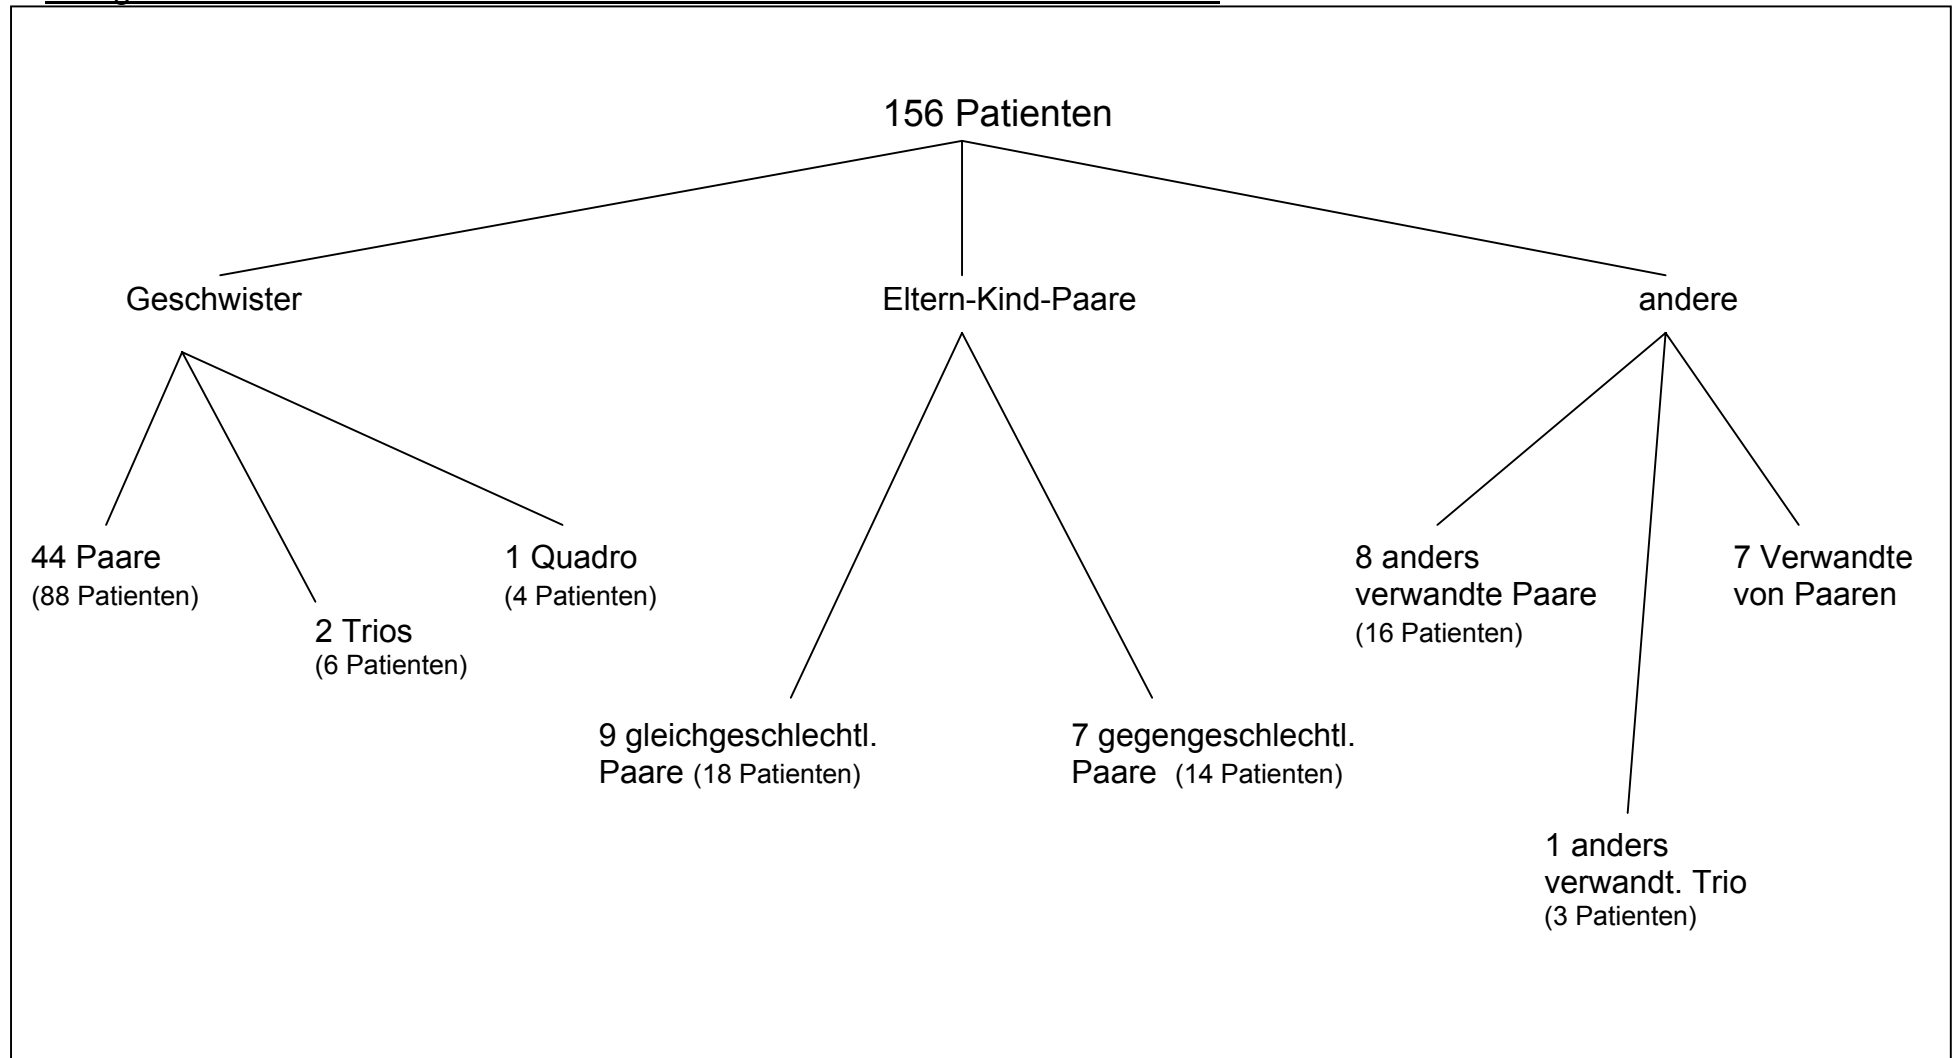 156 Patienten
Geschwister
Eltern-Kind-Paare
andere
44 Paare
(88 Patienten)
2 Trios
(6 Patienten)
1 Quadro
(4 Patienten)
9 gleichgeschlechtl.
Paare (18 Patienten)
7 gegengeschlechtl.
Paare (14 Patienten)
8 anders
verwandte Paare
(16 Patienten)
1 anders
verwandt. Trio
(3 Patienten)
7 Verwandte
von Paaren